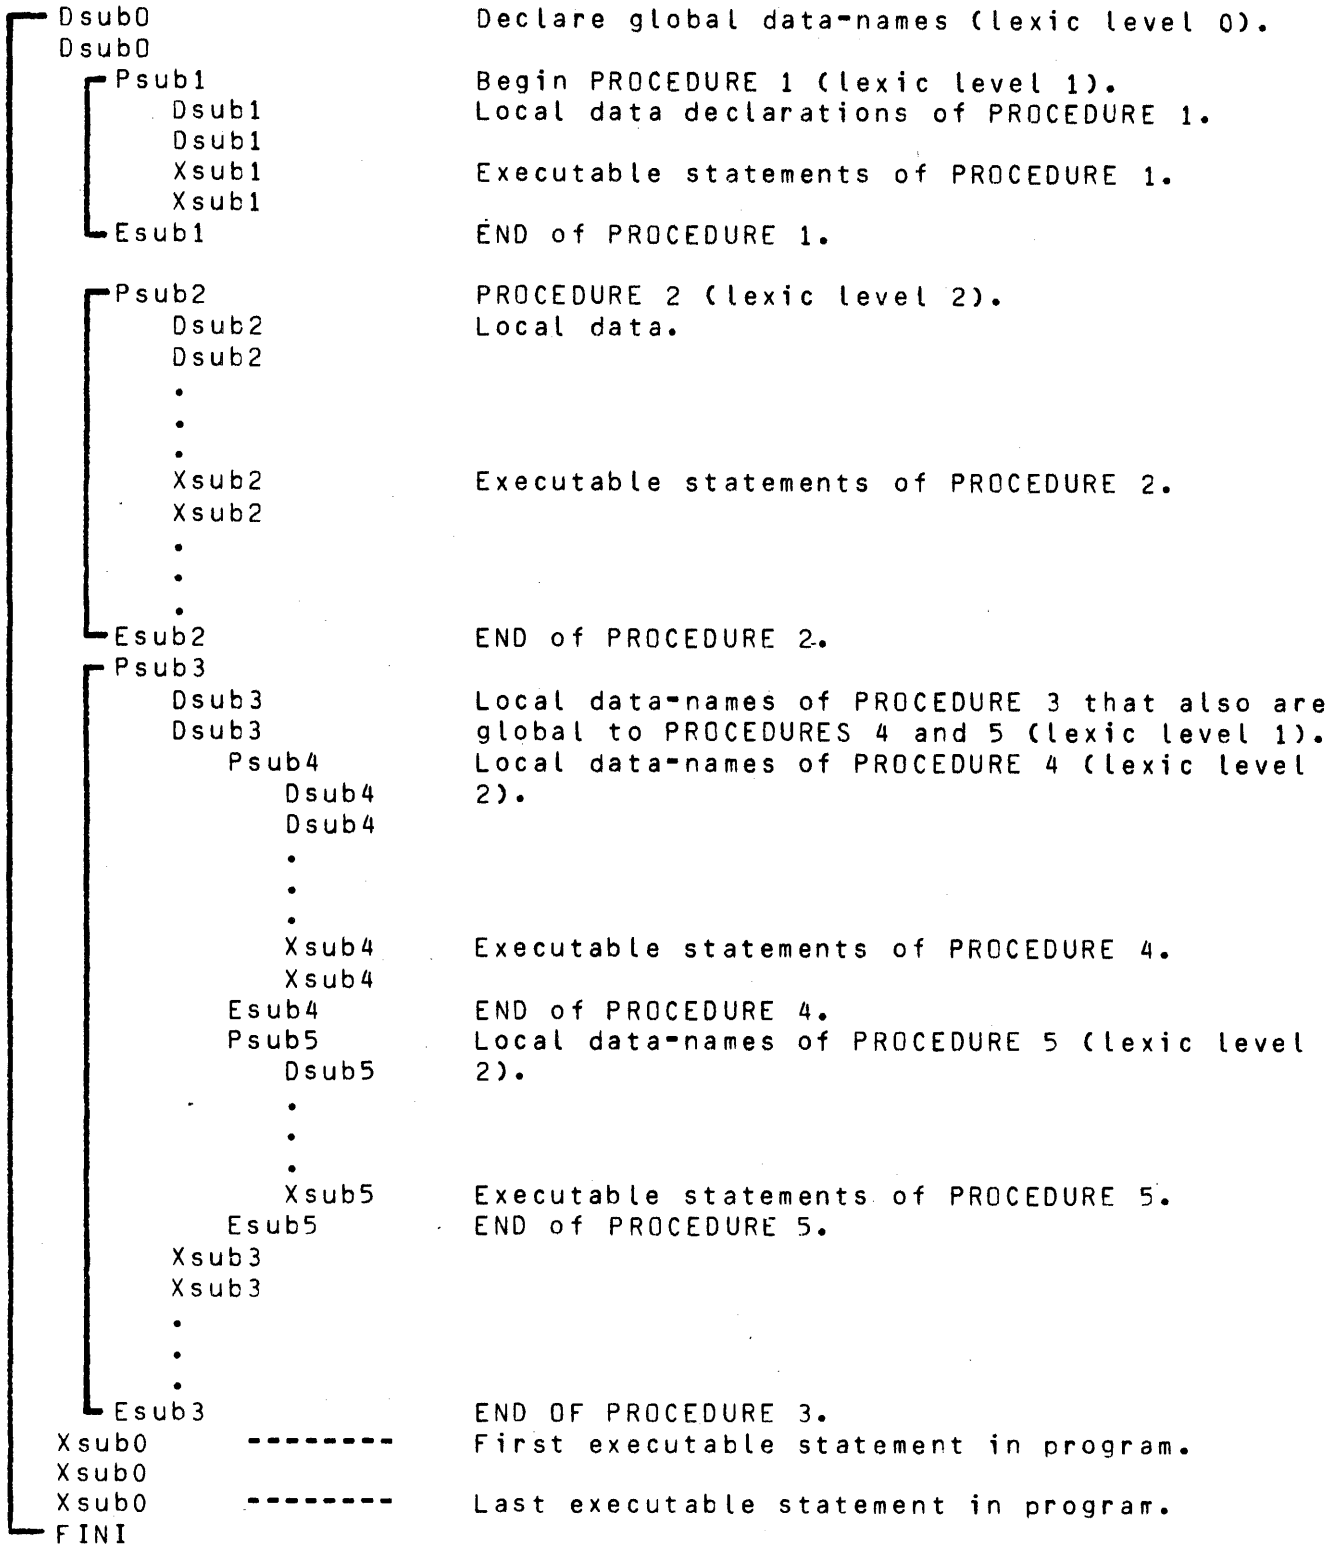 Dsub0 Declare global data-names (lexic level 0).
Dsub0
Psub1 Begin PROCEDURE 1 (lexic level 1).
Dsub1 Local data declarations of PROCEDURE 1.
Dsub1
Xsub1 Executable statements of PROCEDURE 1.
Xsub1
Esub1 END of PROCEDURE 1.
Psub2 PROCEDURE 2 (lexic level 2).
Dsub2 Local data.
Dsub2
.
.
.
Xsub2 Executable statements of PROCEDURE 2.
Xsub2
.
.
.
Esub2 END of PROCEDURE 2.
Psub3
Dsub3 Local data-names of PROCEDURE 3 that also are
Dsub3 global to PROCEDURES 4 and 5 (lexic level 1).
Psub4 Local data-names of PROCEDURE 4 (lexic level
Dsub4 2).
Dsub4
.
.
.
Xsub4 Executable statements of PROCEDURE 4.
Xsub4
Esub4 END of PROCEDURE 4.
Psub5 Local data-names of PROCEDURE 5 (lexic level
Dsub5 2).
.
.
.
Xsub5 Executable statements of PROCEDURE 5.
Esub5 END of PROCEDURE 5.
Xsub3
Xsub3
.
.
.
Esub3 END OF PROCEDURE 3.
Xsub0 -------- First executable statement in program.
Xsub0
Xsub0 -------- Last executable statement in program.
FINI